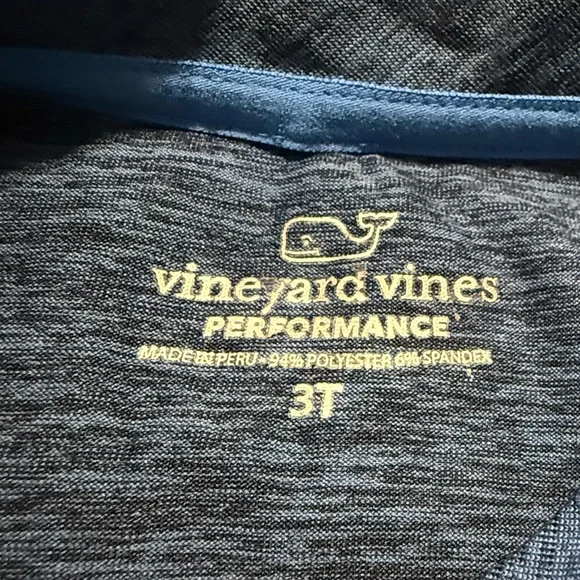 vineyard vines
PERFORMANCE
MADE IN PERU • 94% POLYESTER 6% SPANDEX
3T